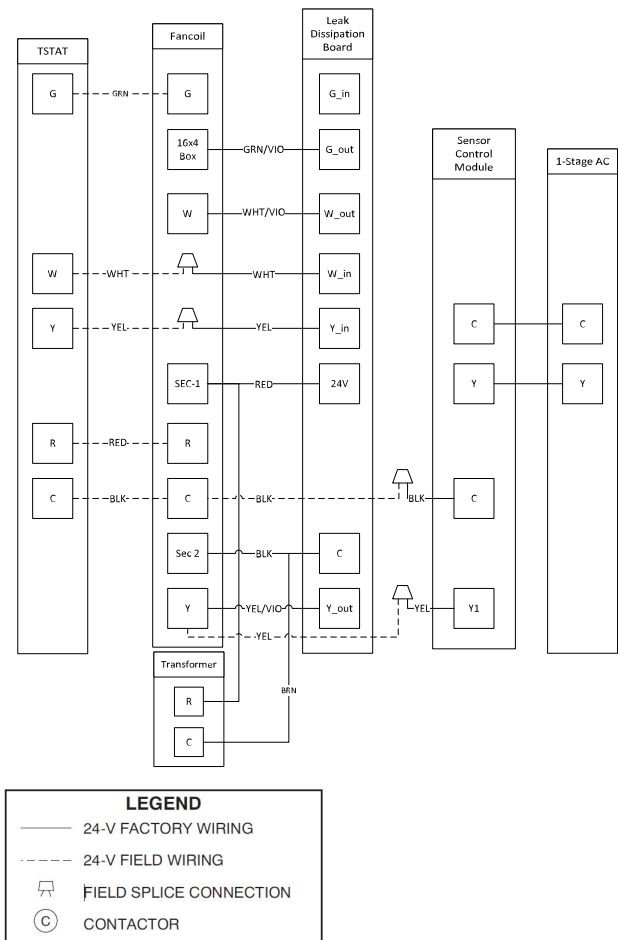 Leak
Dissipation
Board
Fancoil
TSTAT
G
GRN
G
G_in
Sensor
Control
Module
16x4
Box
GRN/VIO
G_out
1-Stage AC
W
WHT/VIO
W_out
W
WHT
WHT
W_in
Y
YEL
YEL
Y_in
C
C
SEC-1
RED
24V
Y
Y
R
RED
R
C
BLK
C
BLK
BLK
C
Sec 2
BLK
C
Y
YEL/VIO
Y_out
YEL
Y1
YEL
Transformer
R
BRN
C
LEGEND
24-V FACTORY WIRING
24-V FIELD WIRING
FIELD SPLICE CONNECTION
C CONTACTOR